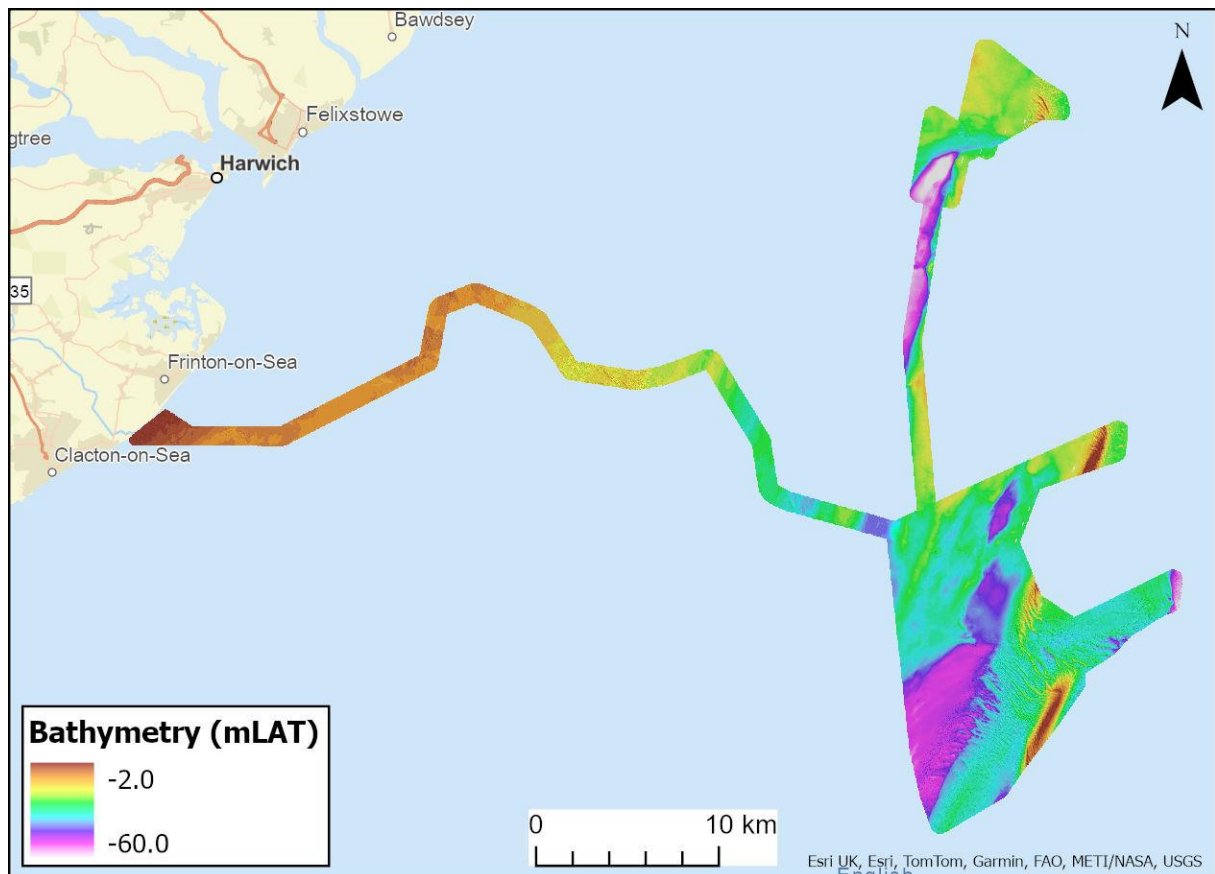 Bawdsey
N
Felixstowe
gtree
Harwich
35
Frinton-on-Sea
Clacton-on-Sea
Bathymetry (mLAT)
-2.0
-60.0
0 10 km
Esri UK, Esri, TomTom, Garmin, FAO, METI/NASA, USGS
English